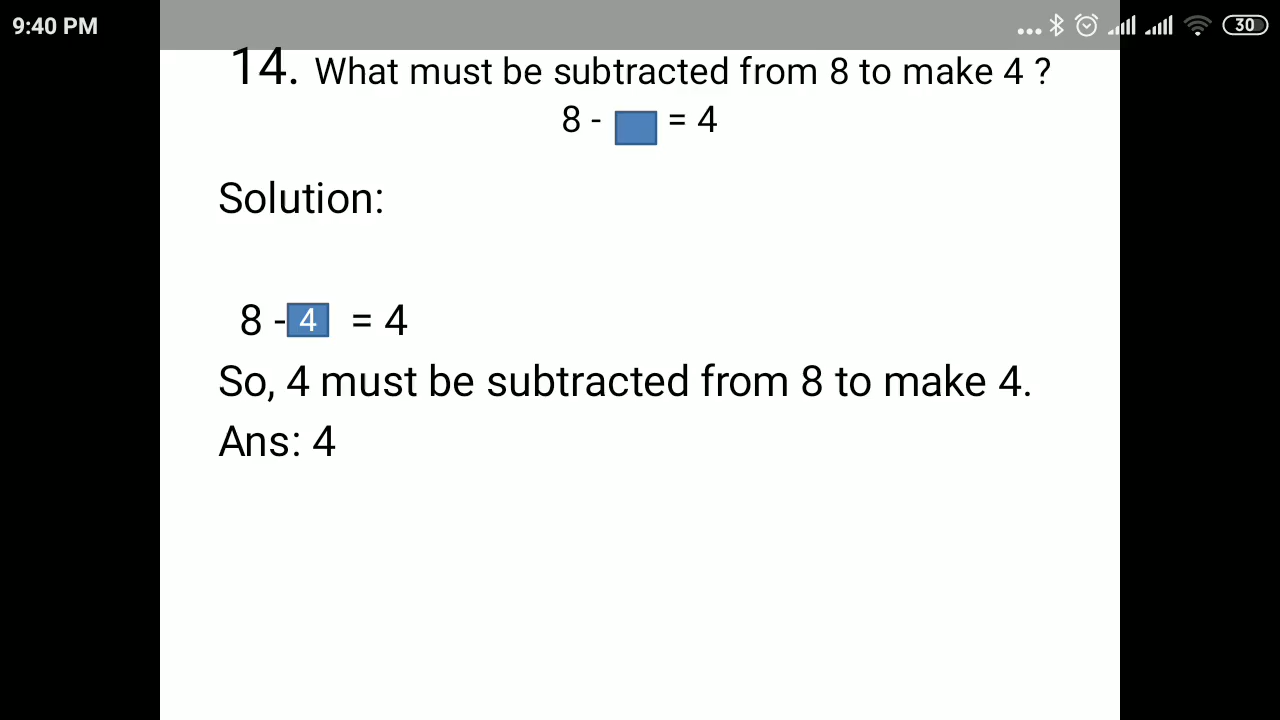 9:40 PM
30
14. What must be subtracted from 8 to make 4 ?
8 - = 4
Solution:
8 - 4 = 4
So, 4 must be subtracted from 8 to make 4.
Ans: 4